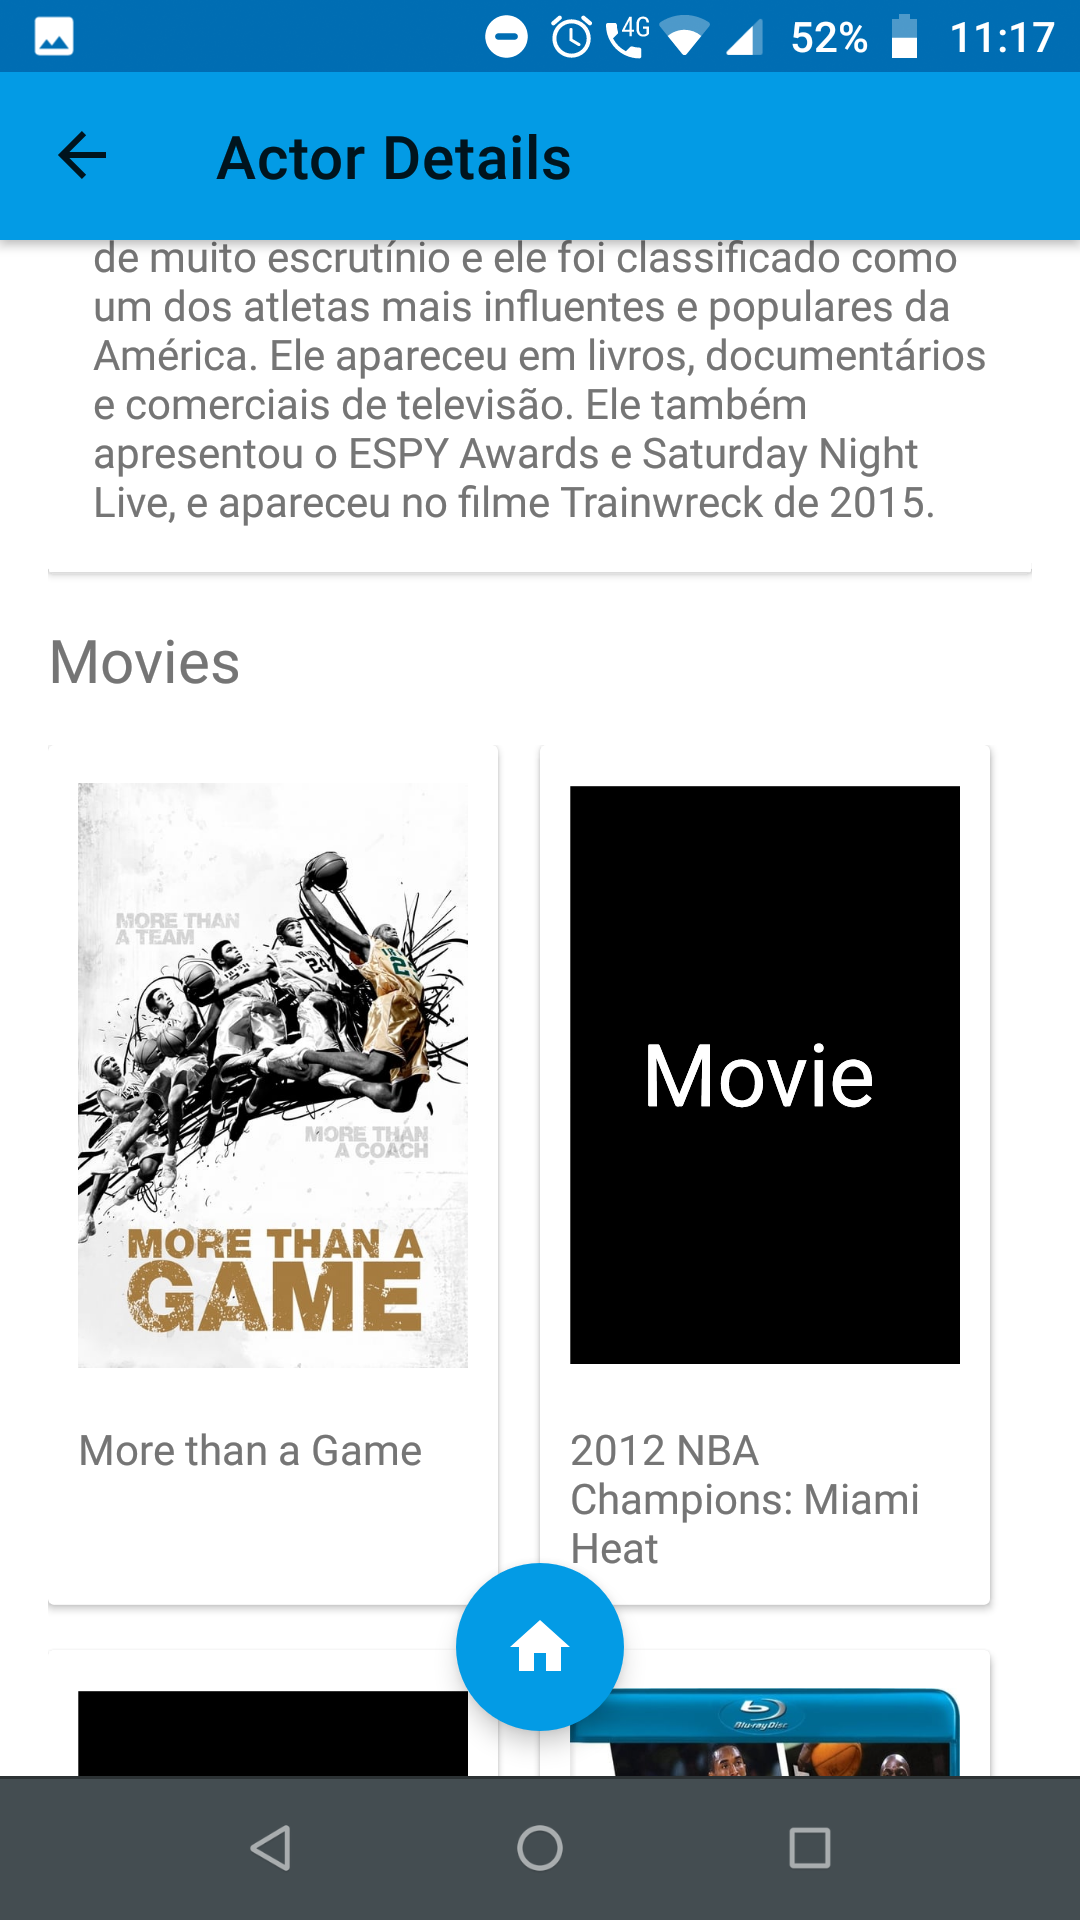 4G
52%
11:17
Actor Details
de muito escrutínio e ele foi classificado como
um dos atletas mais influentes e populares da
América. Ele apareceu em livros, documentários
e comerciais de televisão. Ele também
apresentou o ESPY Awards e Saturday Night
Live, e apareceu no filme Trainwreck de 2015.
Movies
MORE THAN
A TEAM
IRISH
24
MORE THAN
A COACH
MORE THAN A
GAME
Movie
More than a Game
2012 NBA
Champions: Miami
Heat
Blu-ray Disc